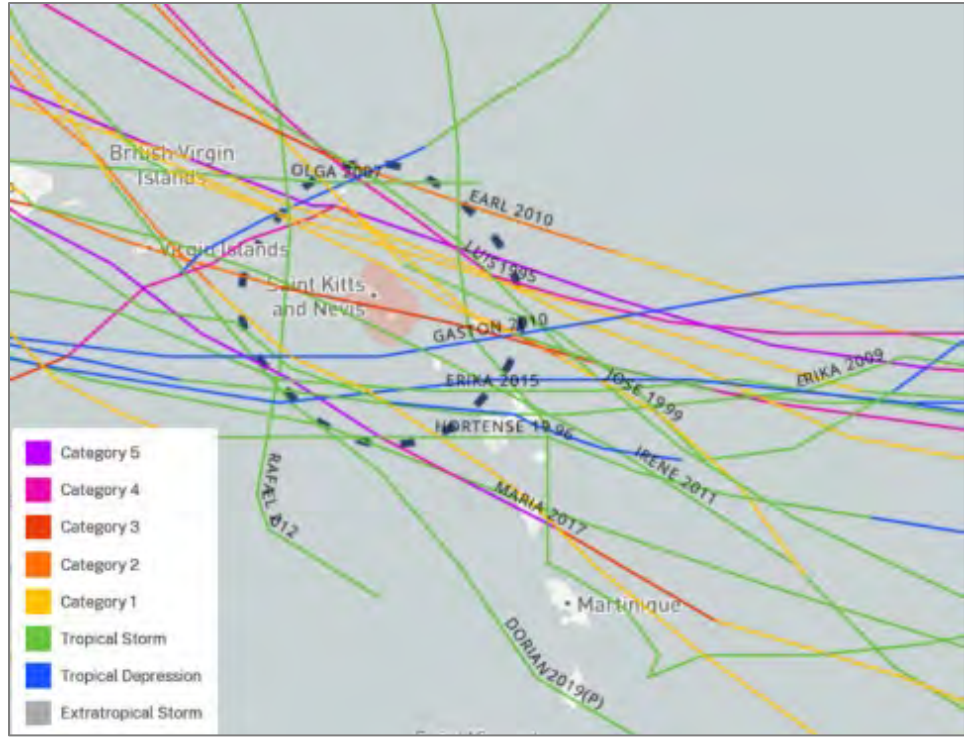 British Virgin
Islands
OLGA 2007
EARL 2010
Virgin Islands
LUIS 1995
Saint Kitts
and Nevis
GASTON 2010
ERIKA 2009
ERIKA 2015
JOSE 1999
HORTENSE 1996
IRENE 2011
RAFAEL
MARIA 2017
Martinique
DORIAN 2019(P)
Category 5
Category 4
Category 3
Category 2
Category 1
Tropical Storm
Tropical Depression
Extratropical Storm